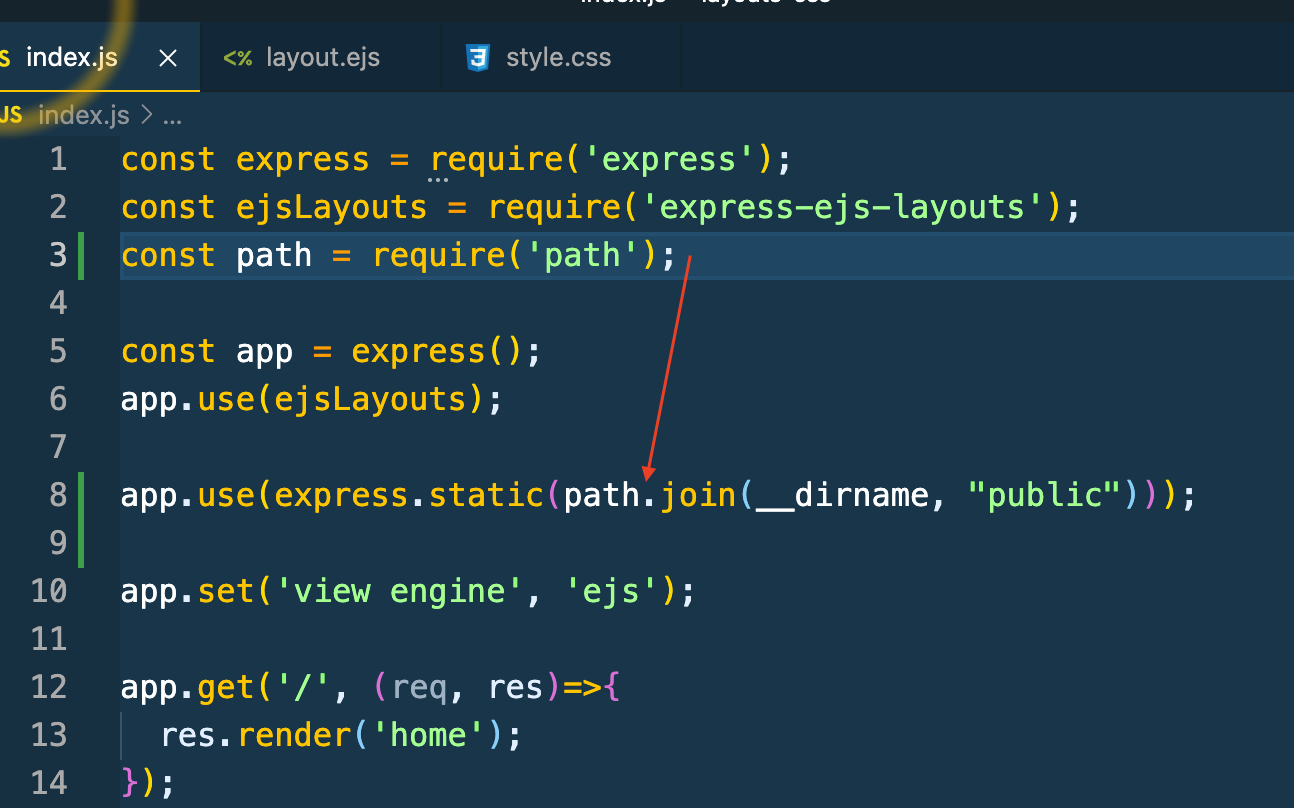 index.js — layouts-css
JS index.js × <% layout.ejs 3 style.css
JS index.js > ...
1 const express = require('express');
2 const ejsLayouts = require('express-ejs-layouts');
3 const path = require('path');
4
5 const app = express();
6 app.use(ejsLayouts);
7
8 app.use(express.static(path.join(__dirname, "public")));
9
10 app.set('view engine', 'ejs');
11
12 app.get('/', (req, res)=>{
13 res.render('home');
14 });